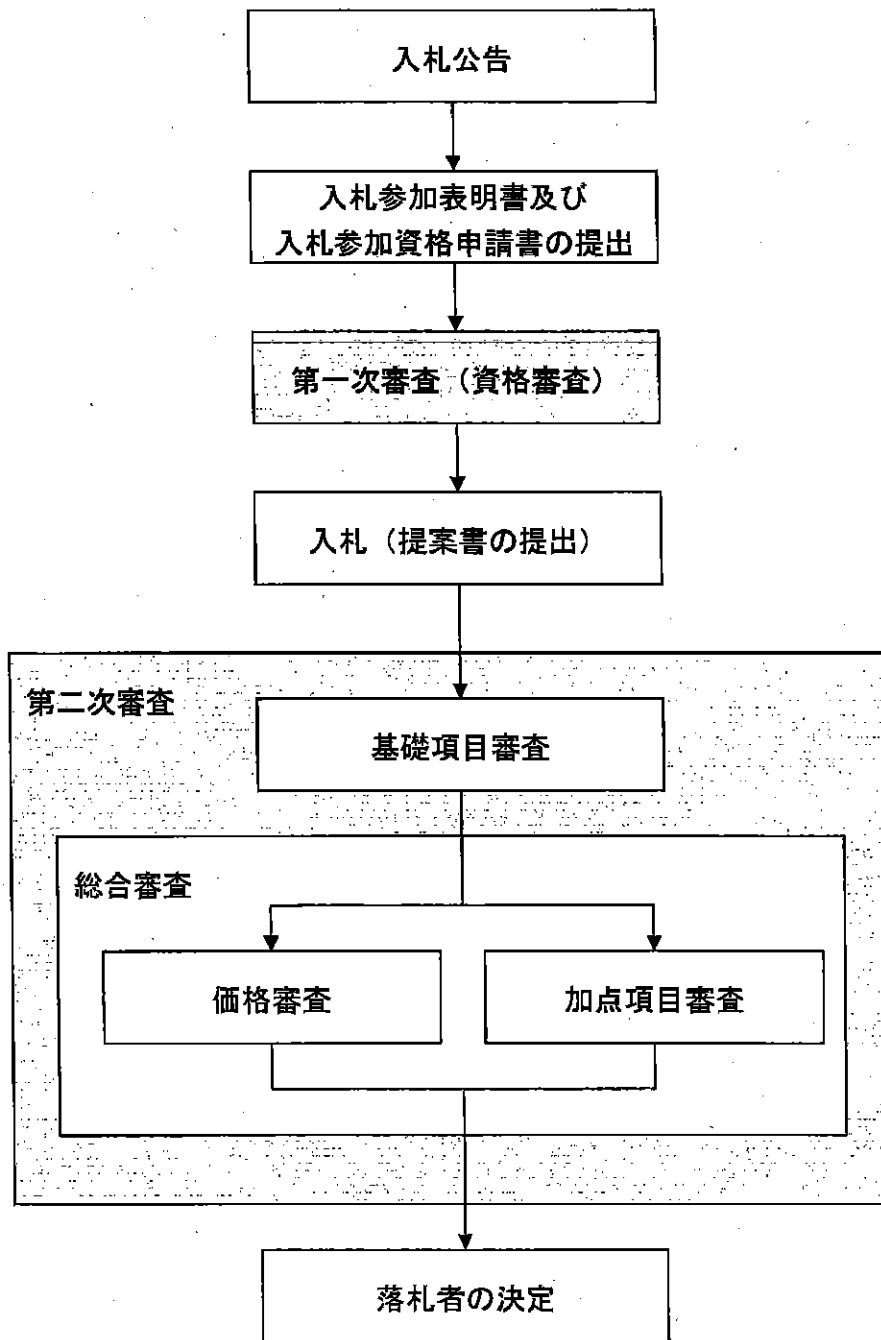 入札公告
入札参加表明書及び
入札参加資格申請書の提出
第一次審査（資格審査）
入札（提案書の提出）
第二次審査
基礎項目審査
総合審査
価格審査
加点項目審査
落札者の決定